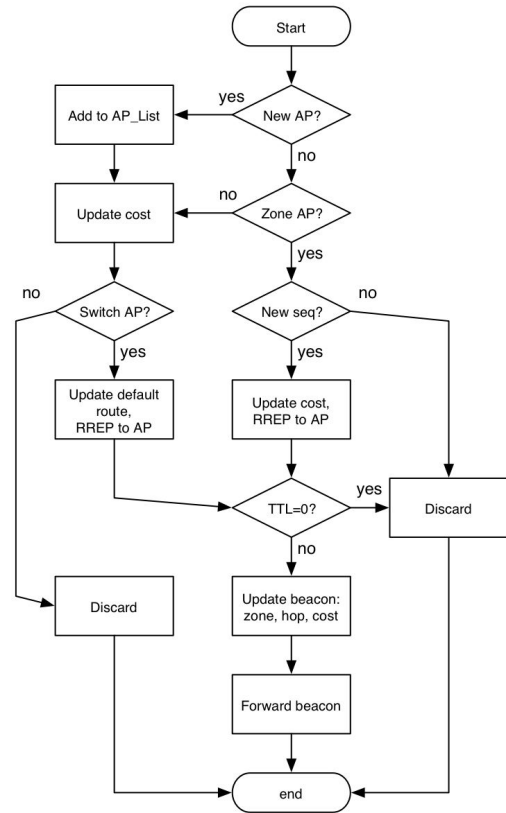 Start
yes
Add to AP_List
New AP?
no
no
Update cost
Zone AP?
yes
no
no
Switch AP?
New seq?
yes
yes
Update default
route,
RREP to AP
Update cost,
RREP to AP
yes
TTL=0?
Discard
no
Discard
Update beacon:
zone, hop, cost
Forward beacon
end